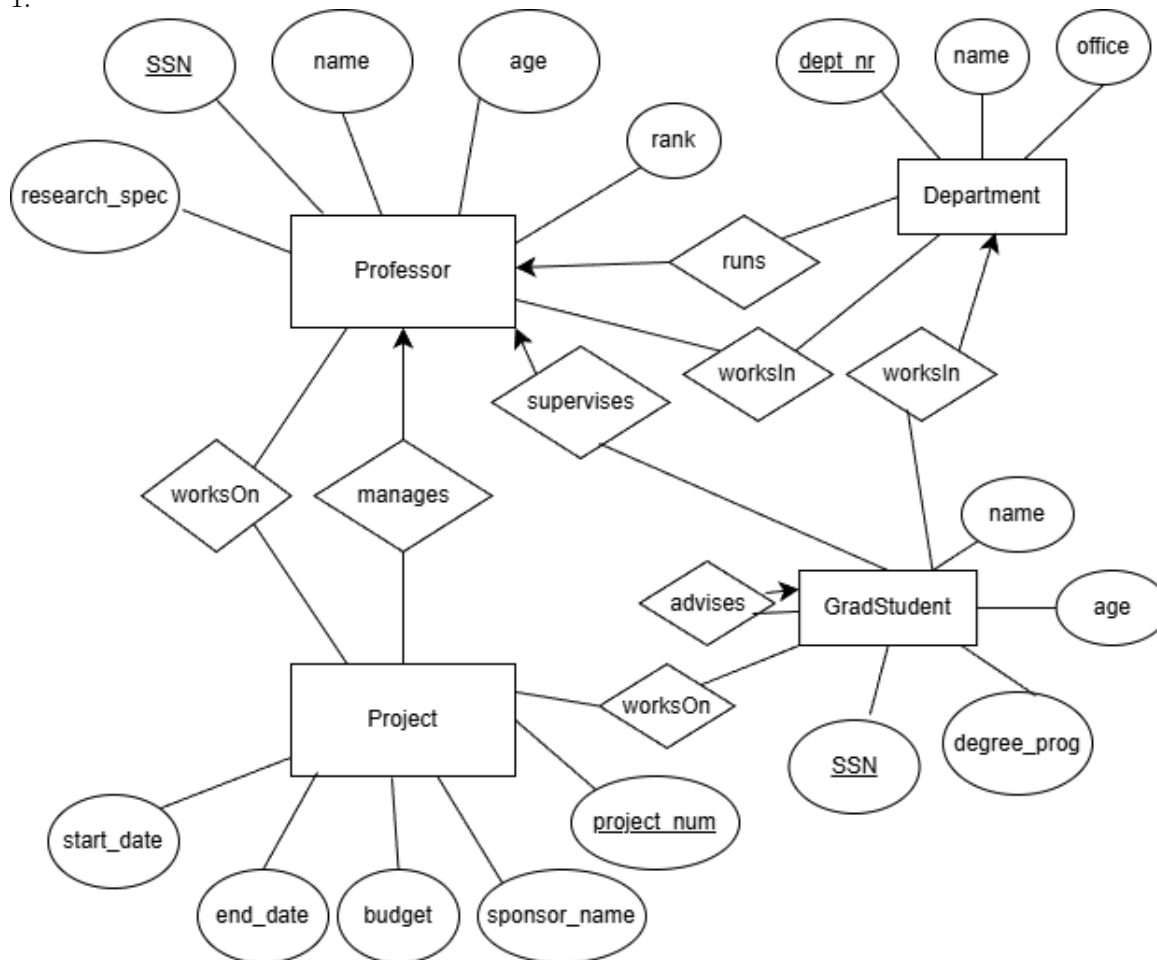 1.
SSN
name
age
dept_nr
name
office
rank
research_spec
Department
Professor
runs
worksIn
worksIn
supervises
worksOn
manages
name
advises
GradStudent
age
worksOn
Project
degree_prog
SSN
project_num
start_date
end_date
budget
sponsor_name